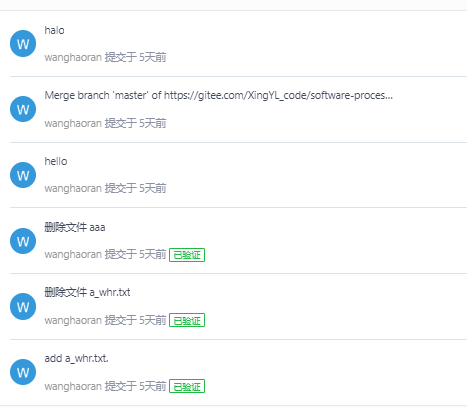 halo
W
wanghaoran 提交于 5天前
Merge branch 'master' of https://gitee.com/XingYL_code/software-proces...
W
wanghaoran 提交于 5天前
hello
W
wanghaoran 提交于 5天前
删除文件 aaa
W
wanghaoran 提交于 5天前 已验证
删除文件 a_whr.txt
W
wanghaoran 提交于 5天前 已验证
add a_whr.txt.
W
wanghaoran 提交于 5天前 已验证